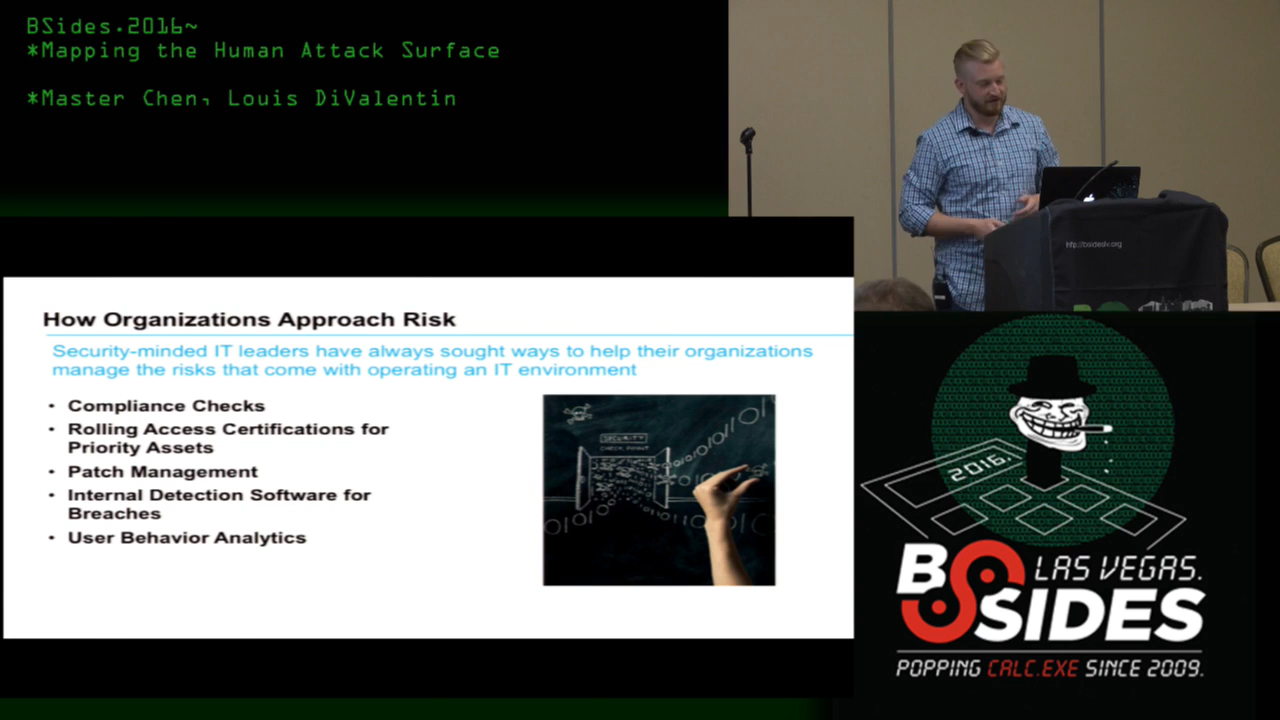 BSides.2016~
*Mapping the Human Attack Surface
*Master Chen, Louis DiValentin
http://bsideslv.org
How Organizations Approach Risk
Security-minded IT leaders have always sought ways to help their organizations
manage the risks that come with operating an IT environment
• Compliance Checks
• Rolling Access Certifications for
Priority Assets
• Patch Management
• Internal Detection Software for
Breaches
• User Behavior Analytics
SECURITY
CHECK POINT
2016.
BSIDES
LAS VEGAS.
POPPING CALC.EXE SINCE 2009.